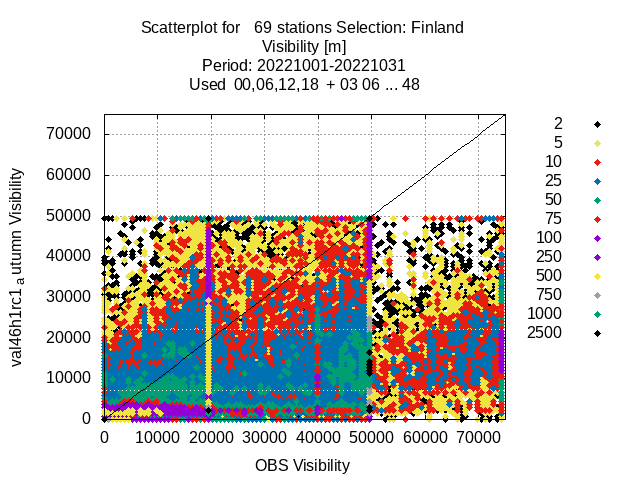 Scatterplot for   69 stations Selection: Finland
Visibility [m]
Period: 20221001-20221031
Used  00,06,12,18  + 03 06 ... 48
val46h1rc1 a utumn Visibility
70000
60000
50000
40000
30000
20000
10000
0
0 10000 20000 30000 40000 50000 60000 70000
OBS Visibility
2
5
10
25
50
75
100
250
500
750
1000
2500